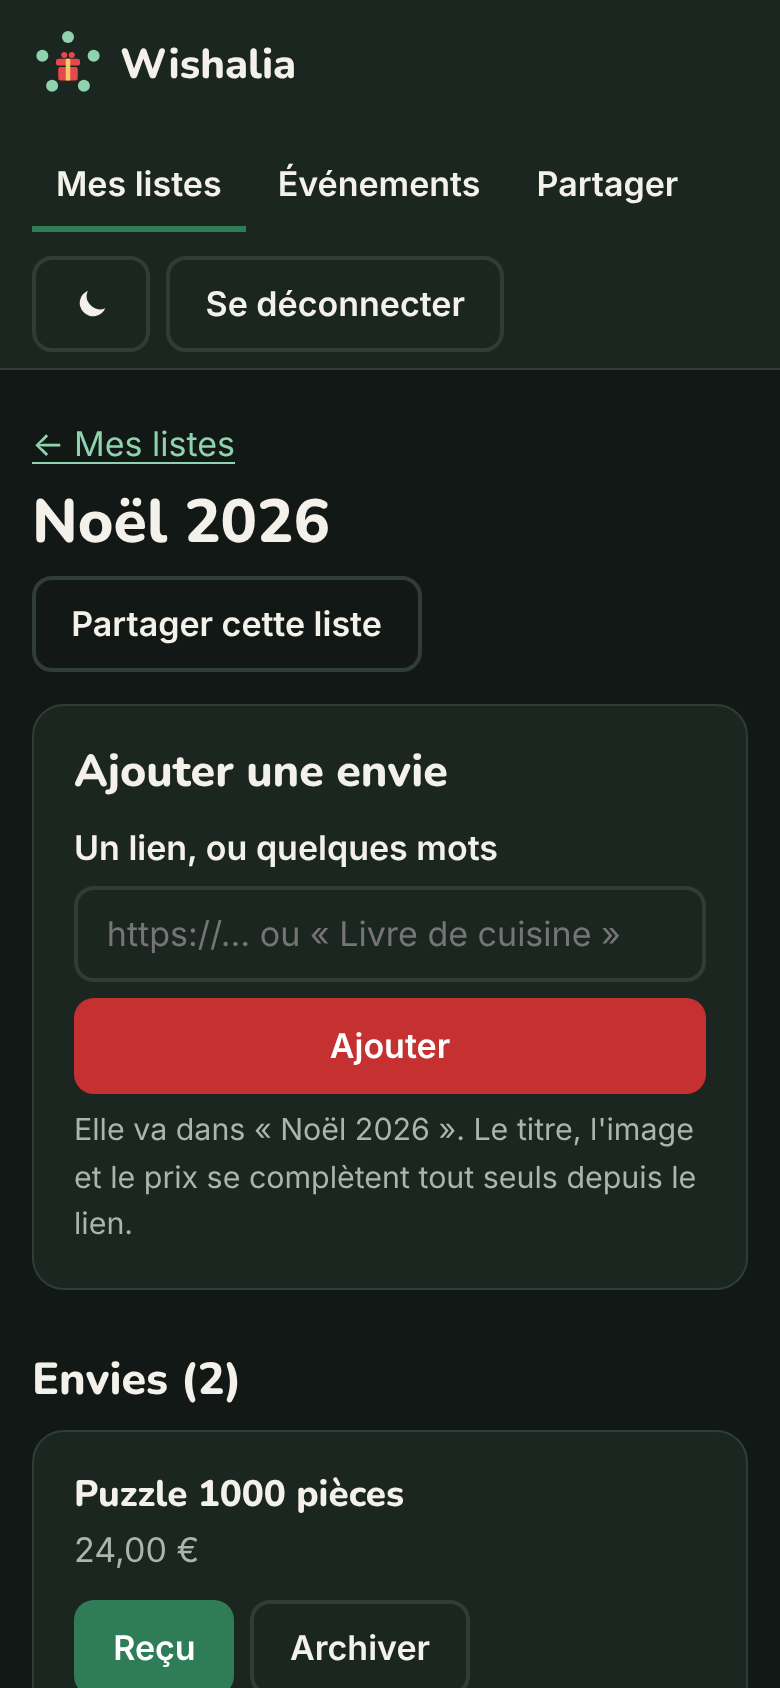 Wishalia
Mes listes
Événements
Partager
Se déconnecter
← Mes listes
Noël 2026
Partager cette liste
Ajouter une envie
Un lien, ou quelques mots
https://... ou « Livre de cuisine »
Ajouter
Elle va dans « Noël 2026 ». Le titre, l'image
et le prix se complètent tout seuls depuis le
lien.
Envies (2)
Puzzle 1000 pièces
24,00 €
Reçu
Archiver